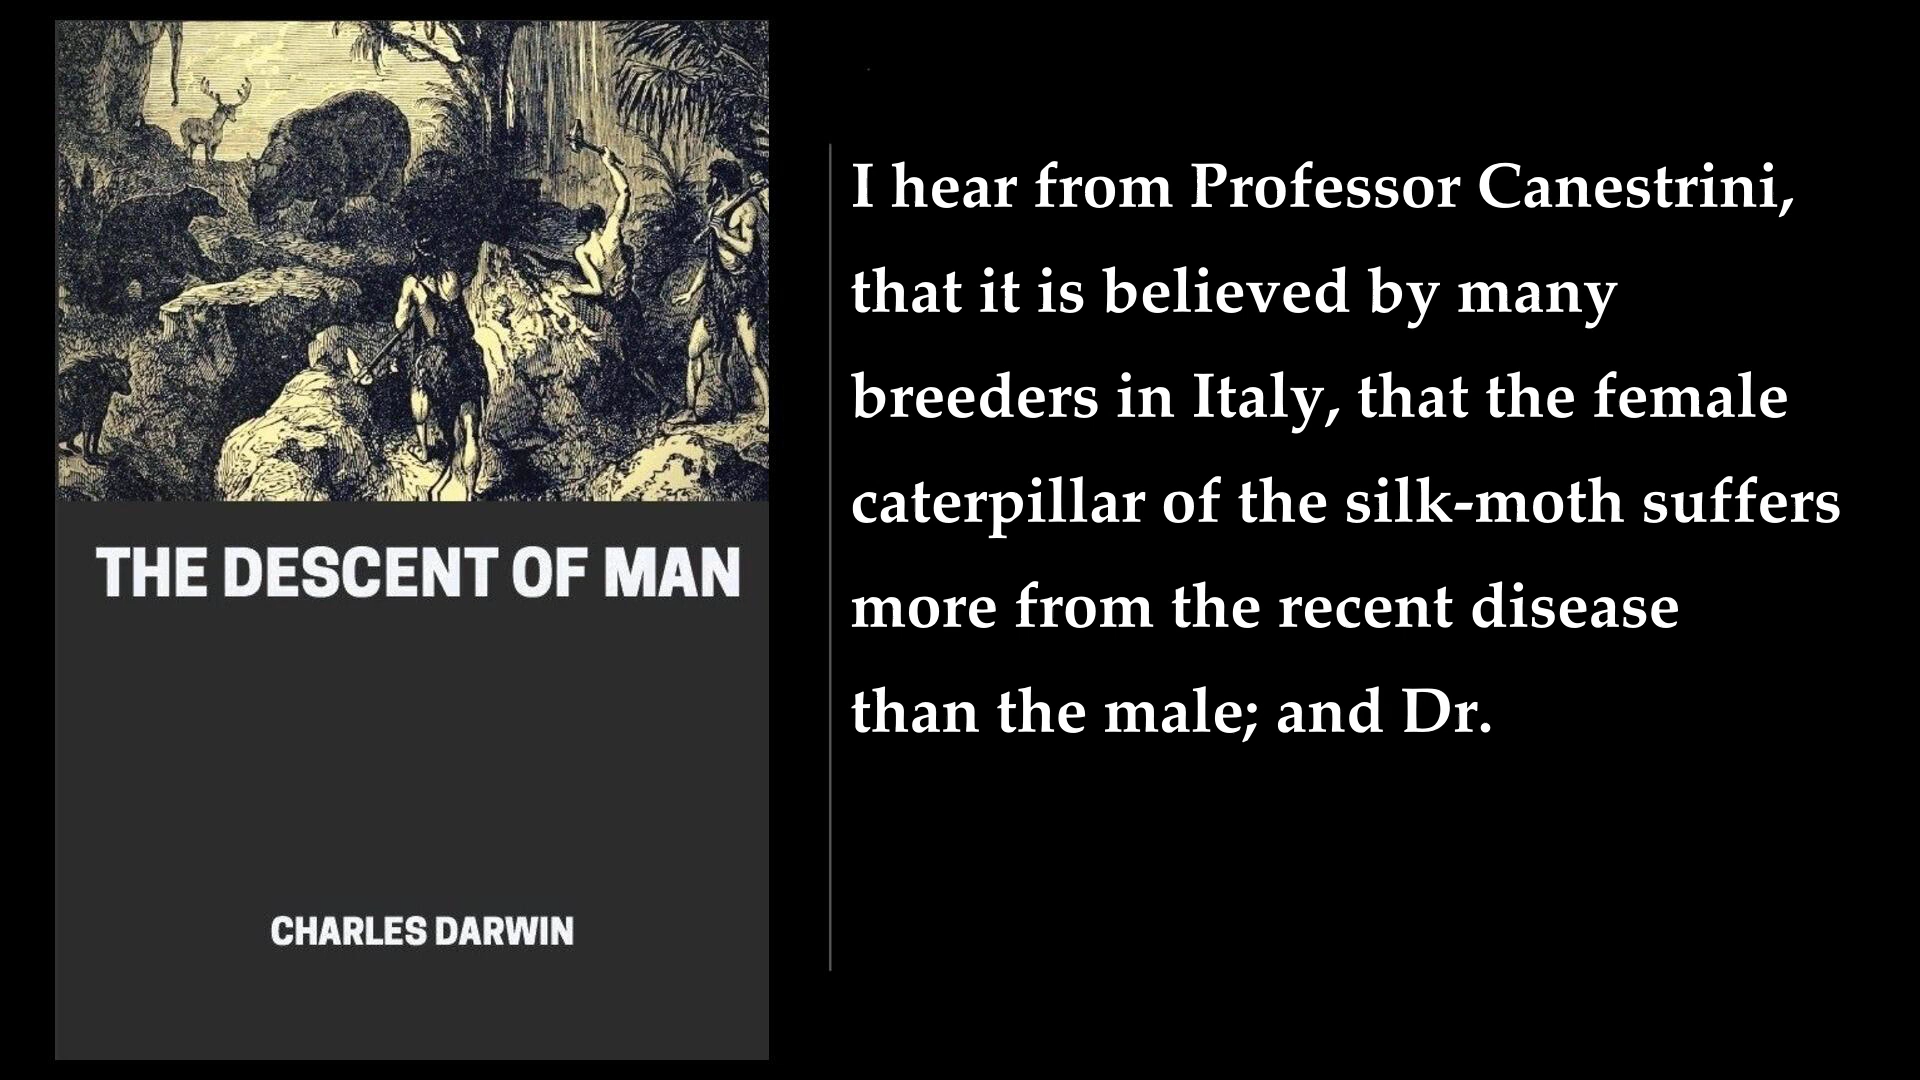 THE DESCENT OF MAN
CHARLES DARWIN
I hear from Professor Canestrini,
that it is believed by many
breeders in Italy, that the female
caterpillar of the silk-moth suffers
more from the recent disease
than the male; and Dr.